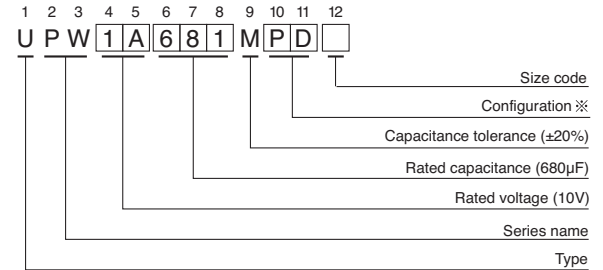 1 2 3 4 5 6 7 8 9 10 11 12
U P W 1 A 6 8 1 M P D
Size code
Configuration ※
Capacitance tolerance (±20%)
Rated capacitance (680µF)
Rated voltage (10V)
Series name
Type